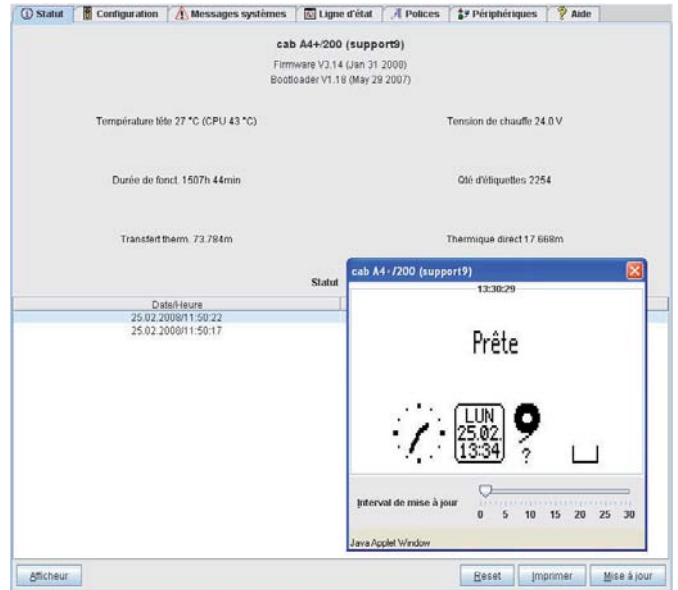 Statut Configuration Messages systèmes Ligne d'état Polices Périphériques Aide
cab A4+/200 (support9)
Firmware V3.14 (Jan 31 2008)
Bootloader V1.18 (May 29 2007)
Température tête 27 °C (CPU 43 °C) Tension de chauffe 24.0 V
Durée de fonct. 1507h 44min Qté d'étiquettes 2254
Transfert therm. 73.784m Thermique direct 17.668m
Statut
Date/Heure
25.02.2008/11:50:22
25.02.2008/11:50:17
cab A4+/200 (support9)
13:30:29
Prête
LUN
25.02.
13:34
?
Interval de mise à jour
0 5 10 15 20 25 30
Java Applet Window
Afficheur Reset Imprimer Mise à jour